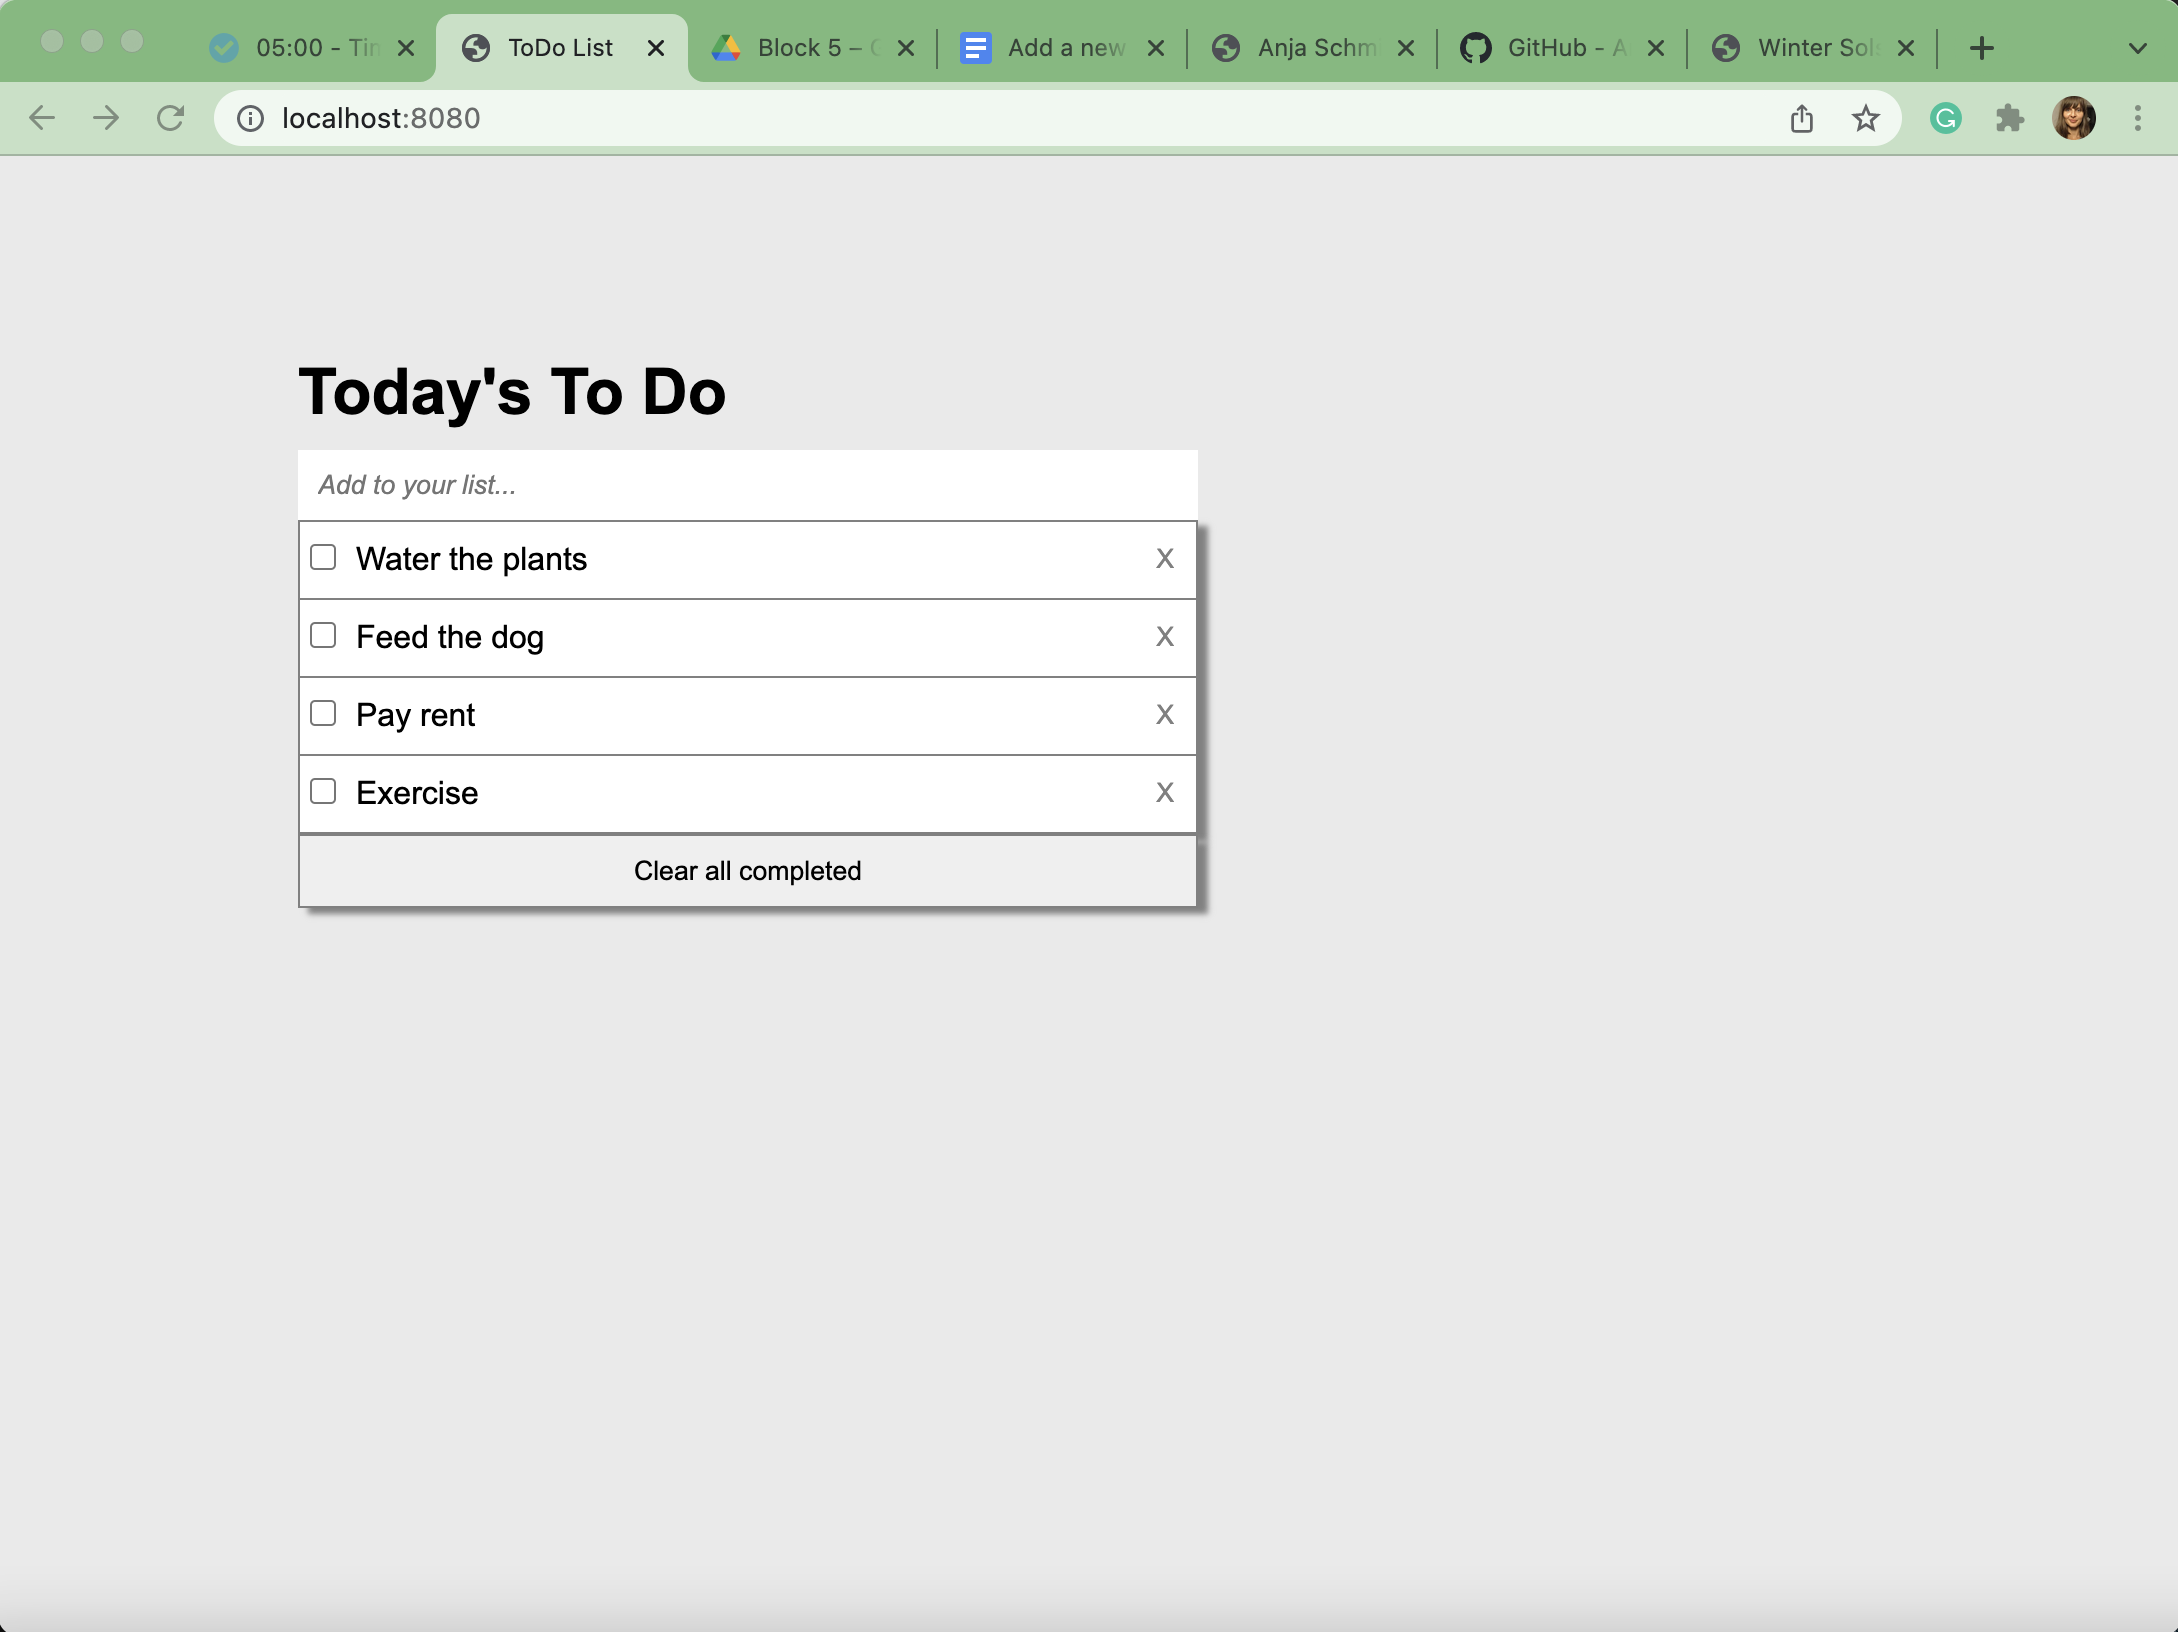 05:00 - Tin
ToDo List
Block 5 –
Add a new
Anja Schm
GitHub - A
Winter Sol
localhost:8080
Today's To Do
Add to your list...
Water the plants X
Feed the dog X
Pay rent X
Exercise X
Clear all completed